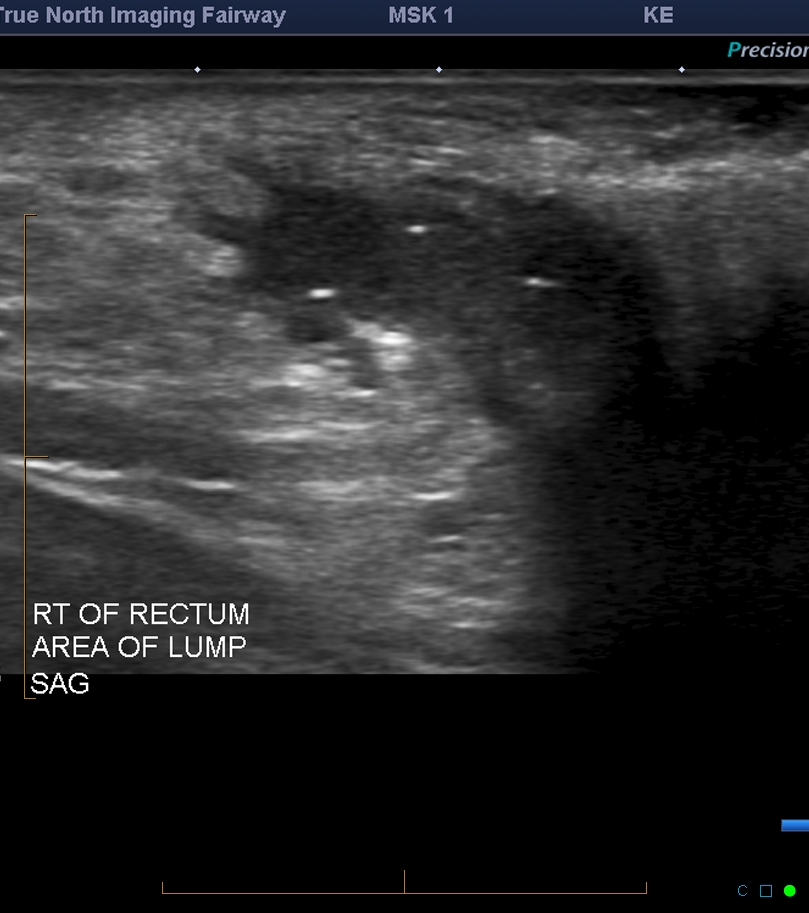 True North Imaging Fairway MSK 1 KE
Precision
RT OF RECTUM
AREA OF LUMP
SAG
C